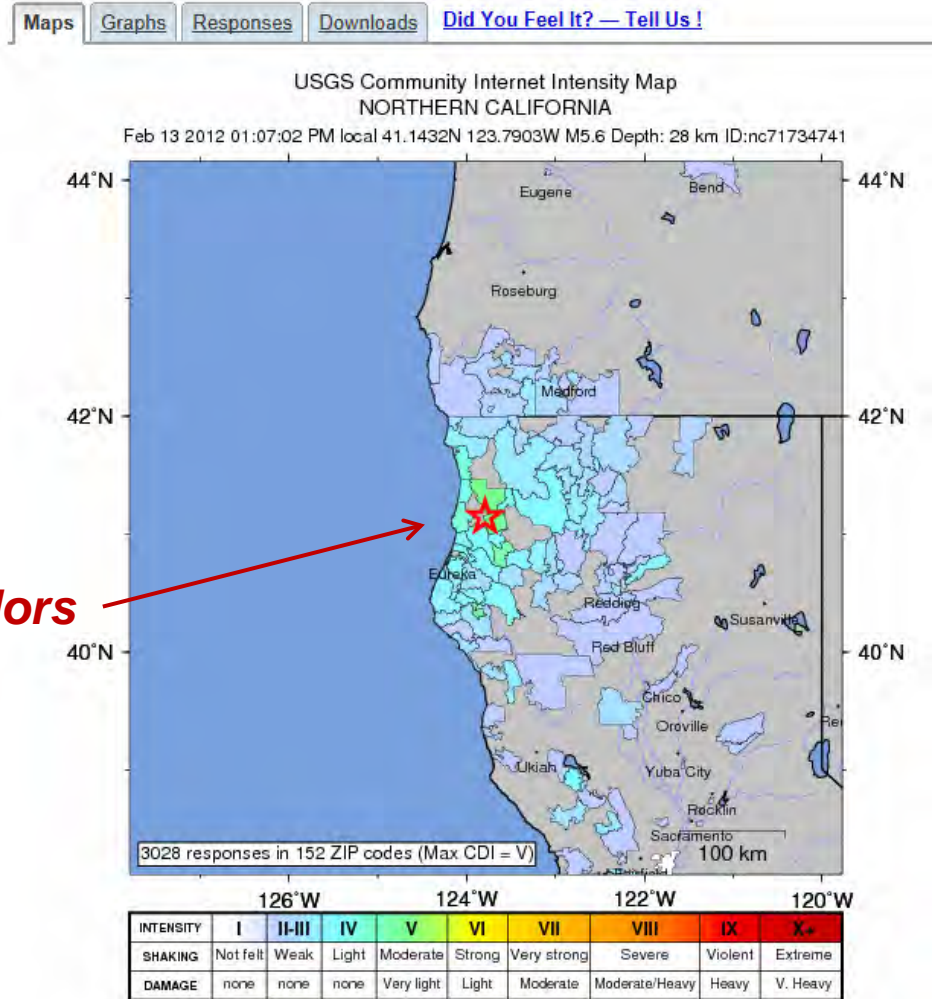 Maps Graphs Responses Downloads Did You Feel It? — Tell Us !
USGS Community Internet Intensity Map
NORTHERN CALIFORNIA
Feb 13 2012 01:07:02 PM local 41.1432N 123.7903W M5.6 Depth: 28 km ID:nc71734741
44°N 44°N
Eugene Bend
Roseburg
Medford
42°N 42°N
Eureka
lors
Redding
Susanville
40°N Red Bluff 40°N
Chico
Oroville
Ukiah
Yuba City
Rocklin
Sacramento
3028 responses in 152 ZIP codes (Max CDI = V) 100 km
126°W 124°W 122°W 120°W
INTENSITY I II-III IV V VI VII VIII IX X+
SHAKING Not felt Weak Light Moderate Strong Very strong Severe Violent Extreme
DAMAGE none none none Very light Light Moderate Moderate/Heavy Heavy V. Heavy